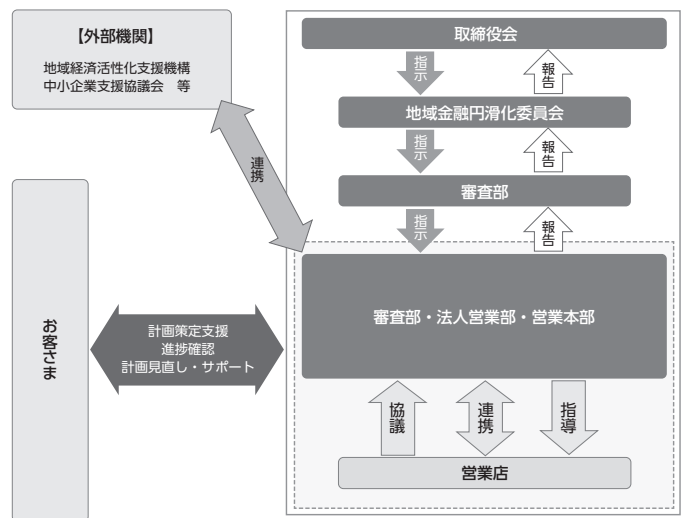 【外部機関】
地域経済活性化支援機構
中小企業支援協議会　等
連携
お客さま
計画策定支援
進捗確認
計画見直し・サポート
取締役会
指示
報告
地域金融円滑化委員会
指示
報告
審査部
指示
報告
審査部・法人営業部・営業本部
協議
連携
指導
営業店